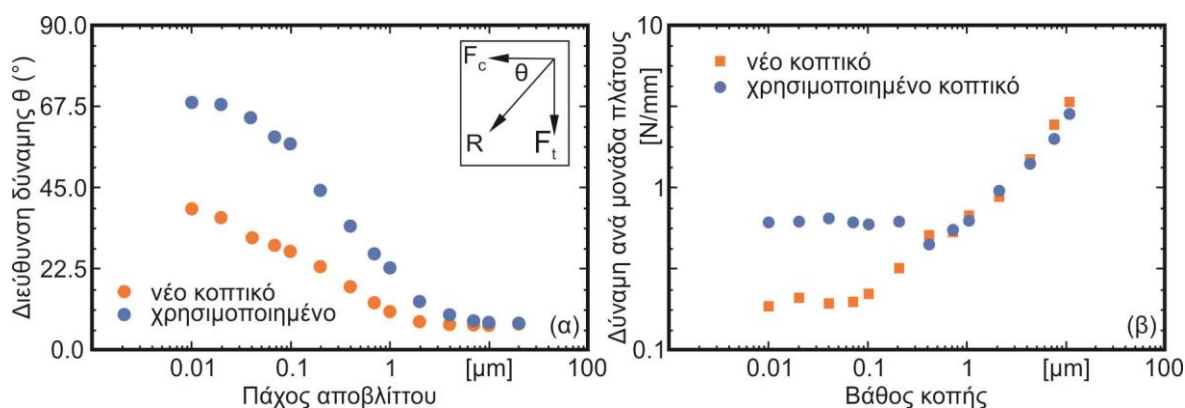 90.0
67.5
45.0
22.5
0.0
Διεύθυνση δύναμης θ (°)
F_c
θ
R
F_t
νέο κοπτικό
χρησιμοποιημένο
(α)
0.01
0.1
1
[μm]
100
Πάχος αποβλίττου
10
1
0.1
Δύναμη ανά μονάδα πλάτους
[N/mm]
νέο κοπτικό
χρησιμοποιημένο κοπτικό
(β)
0.01
0.1
1
[μm]
100
Βάθος κοπής